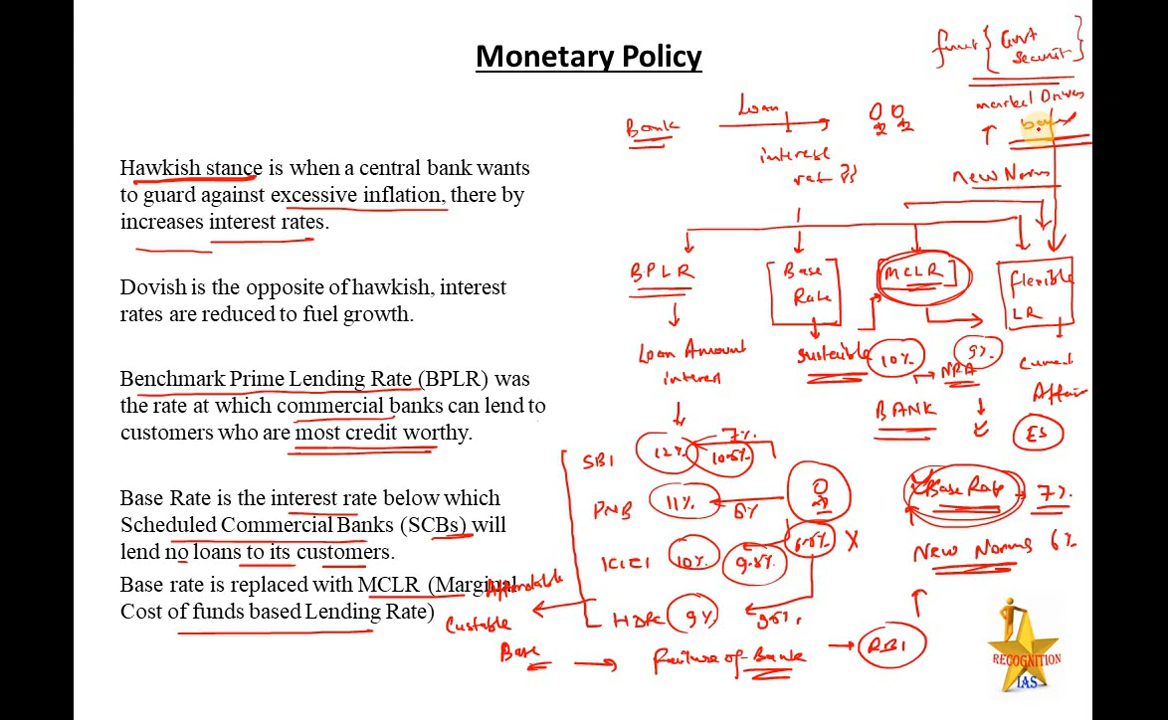 Monetary Policy
Hawkish stance is when a central bank wants
to guard against excessive inflation, there by
increases interest rates.
Dovish is the opposite of hawkish, interest
rates are reduced to fuel growth.
Benchmark Prime Lending Rate (BPLR) was
the rate at which commercial banks can lend to
customers who are most credit worthy.
Base Rate is the interest rate below which
Scheduled Commercial Banks (SCBs) will
lend no loans to its customers.
Base rate is replaced with MCLR (Marginal
Cost of funds based Lending Rate)
Govt
market Driven
Loan
Bank
interest
New Norms
BPLR
Base
Rate
[MCLR]
flexible
LR
Loan Amount
interest
10%
9%
Current
Affair
BANK
ES
7%
SBI
12%
10.5%
PNB
11%
ICICI
10%
9.5%
X
Base Rate
7%
New Norms 6%
9%
Base
Failure of Bank
RBI
RECOGNITION
IAS